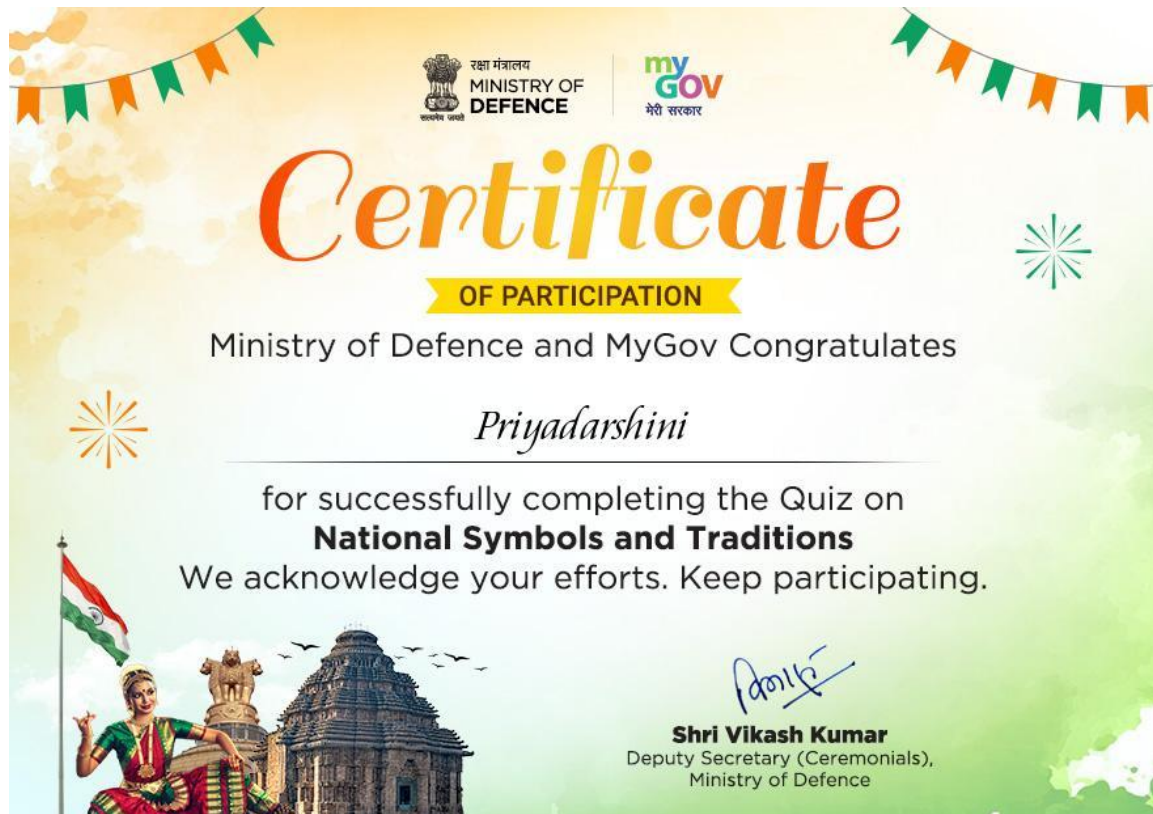 रक्षा मंत्रालय
MINISTRY OF
DEFENCE
सत्यमेव जयते
my
GOV
मेरी सरकार
Certificate
OF PARTICIPATION
Ministry of Defence and MyGov Congratulates
Priyadarshini
for successfully completing the Quiz on
National Symbols and Traditions
We acknowledge your efforts. Keep participating.
Shri Vikash Kumar
Deputy Secretary (Ceremonials),
Ministry of Defence